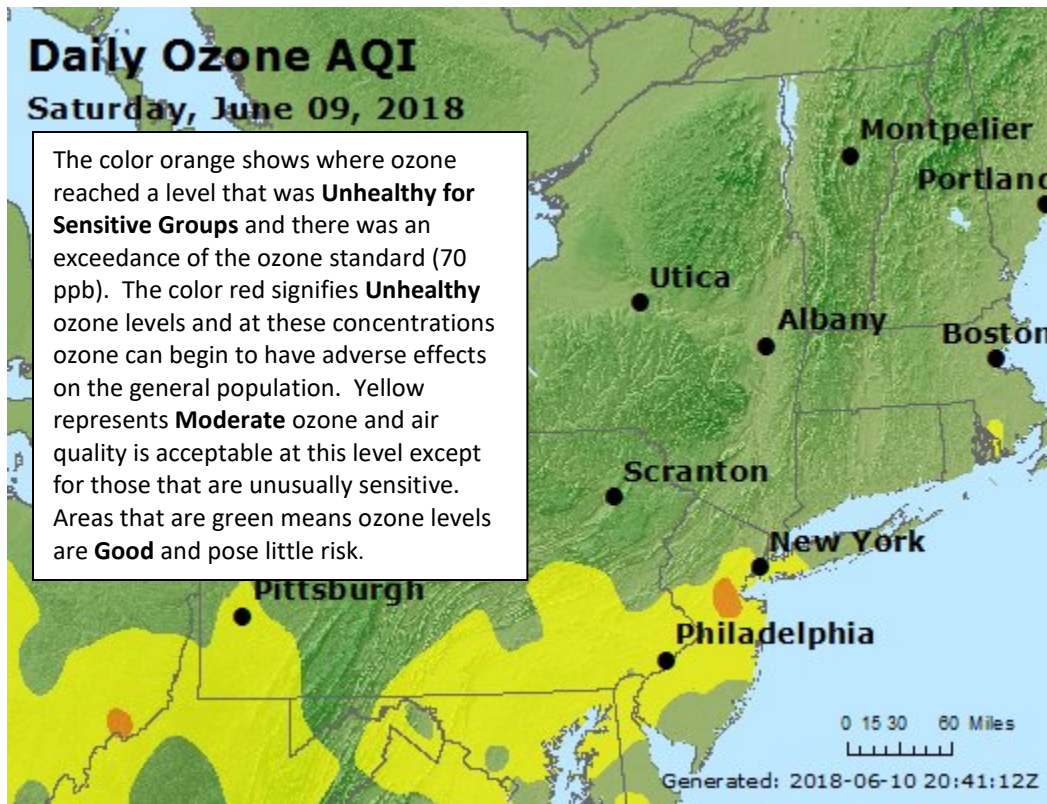 Daily Ozone AQI
Saturday, June 09, 2018
The color orange shows where ozone
reached a level that was Unhealthy for
Sensitive Groups and there was an
exceedance of the ozone standard (70
ppb).  The color red signifies Unhealthy
ozone levels and at these concentrations
ozone can begin to have adverse effects
on the general population.  Yellow
represents Moderate ozone and air
quality is acceptable at this level except
for those that are unusually sensitive.
Areas that are green means ozone levels
are Good and pose little risk.
Montpelier
Portland
Utica
Albany
Boston
Scranton
New York
Pittsburgh
Philadelphia
0 15 30 60 Miles
Generated: 2018-06-10 20:41:12Z